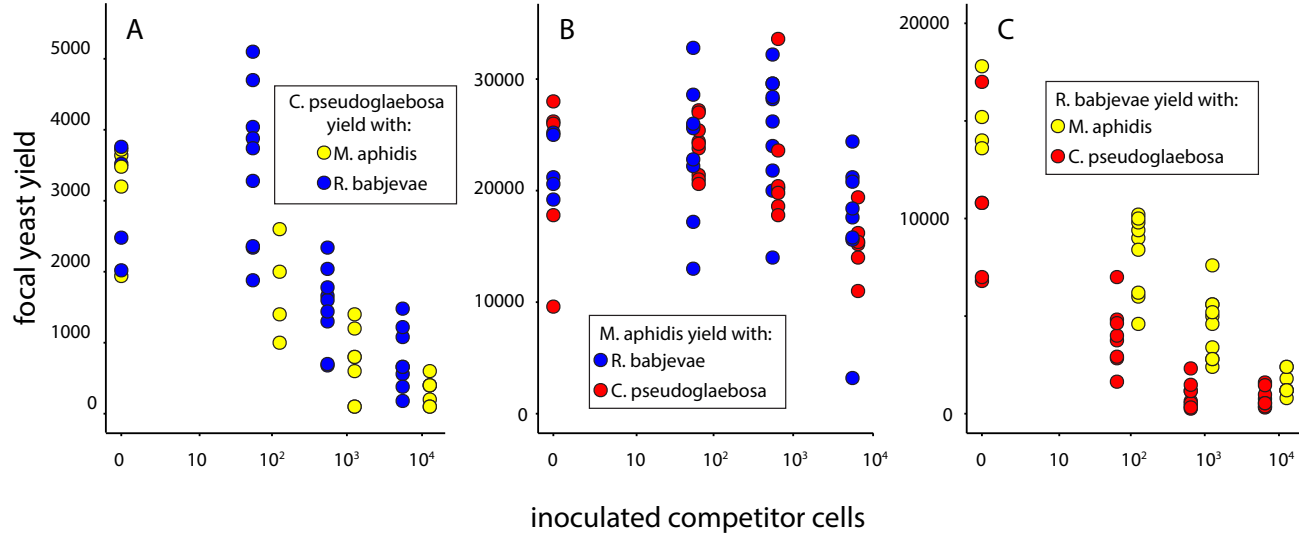 focal yeast yield
A
5000
4000
3000
2000
1000
0
C. pseudoglaebosa
yield with:
M. aphidis
R. babjevae
0
10
10²
10³
10⁴
B
30000
20000
10000
0
M. aphidis yield with:
R. babjevae
C. pseudoglaebosa
0
10
10²
10³
10⁴
C
20000
10000
0
R. babjevae yield with:
M. aphidis
C. pseudoglaebosa
0
10
10²
10³
10⁴
inoculated competitor cells